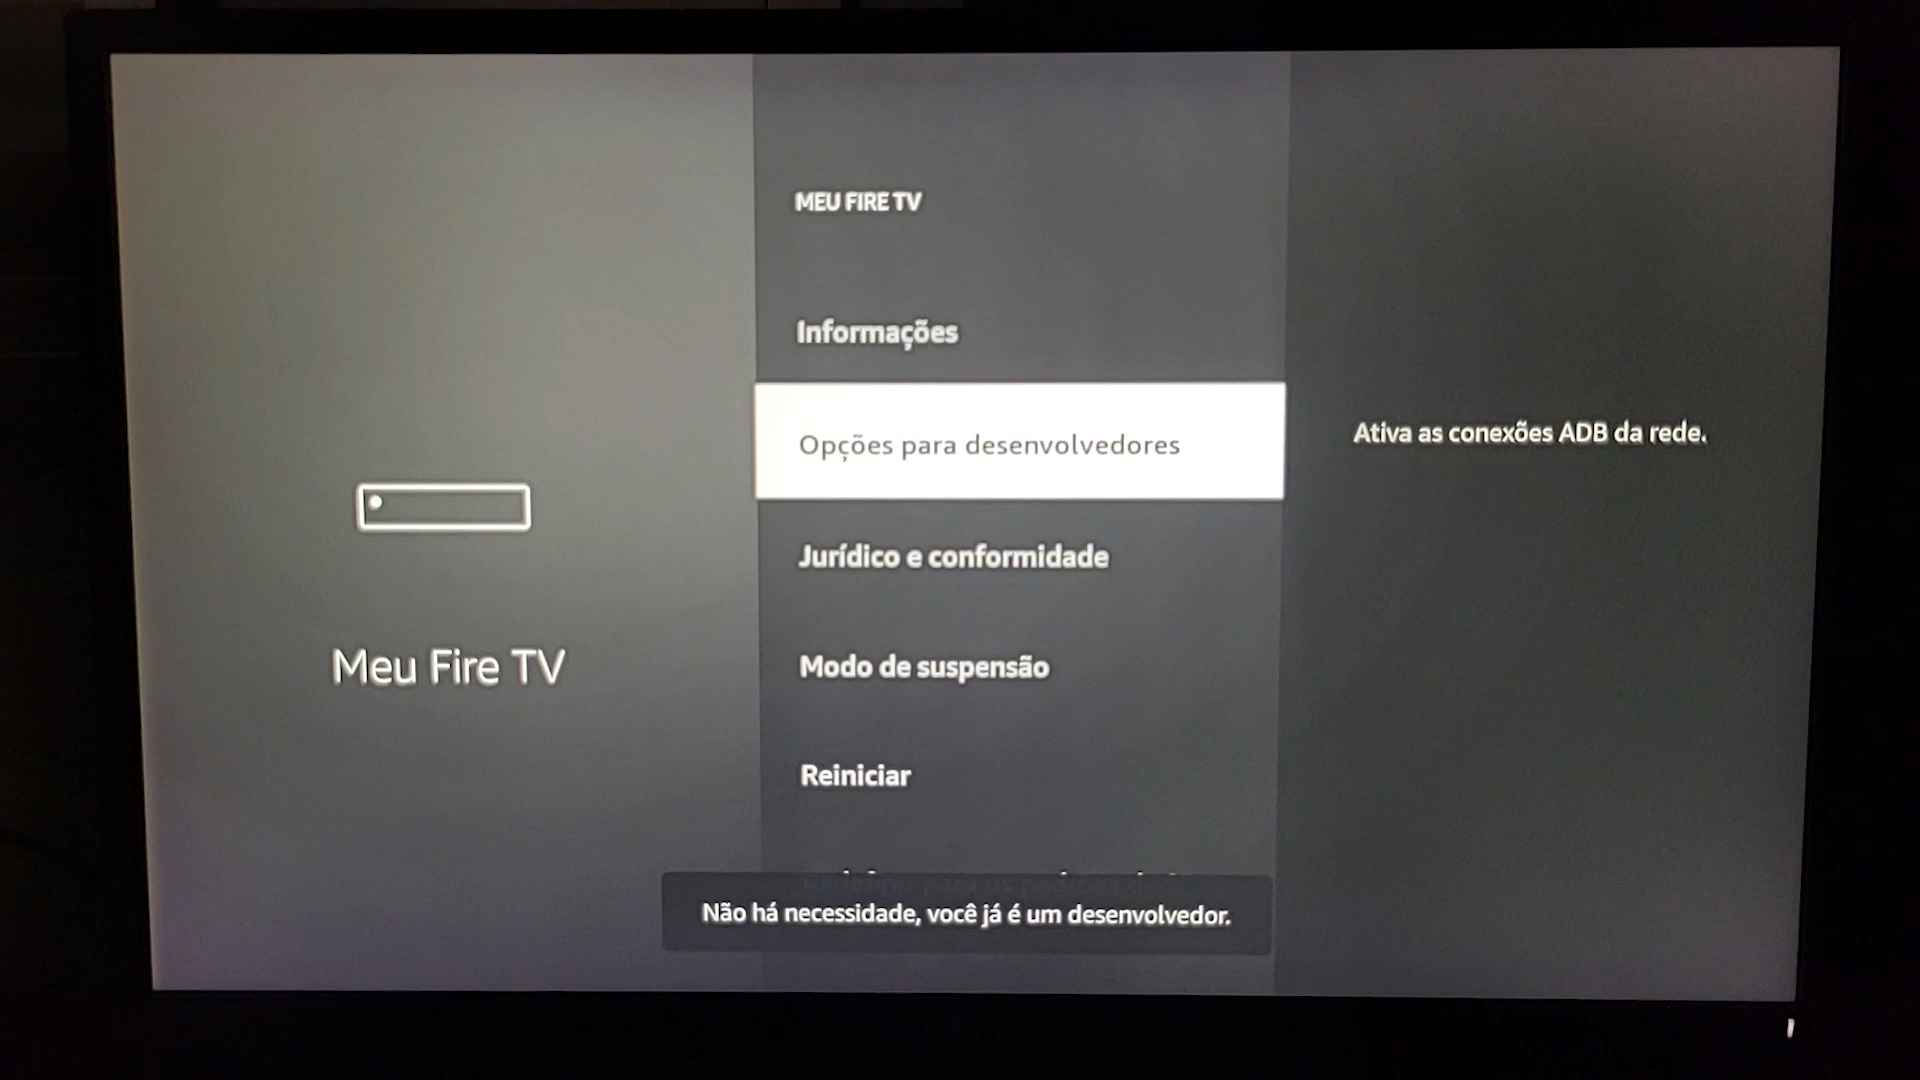 MEU FIRE TV
Informações
Opções para desenvolvedores
Ativa as conexões ADB da rede.
Jurídico e conformidade
Modo de suspensão
Meu Fire TV
Reiniciar
Não há necessidade, você já é um desenvolvedor.